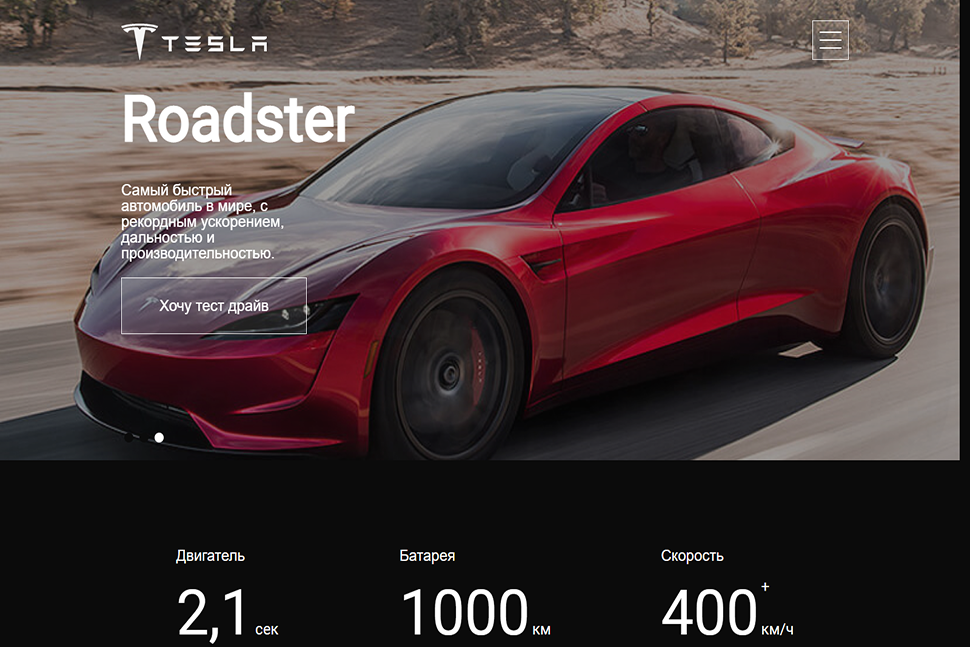 TESLA
Roadster
Самый быстрый
автомобиль в мире, с
рекордным ускорением,
дальностью и
производительностью.
Хочу тест драйв
Двигатель Батарея Скорость
2,1 сек 1000 км 400+ км/ч